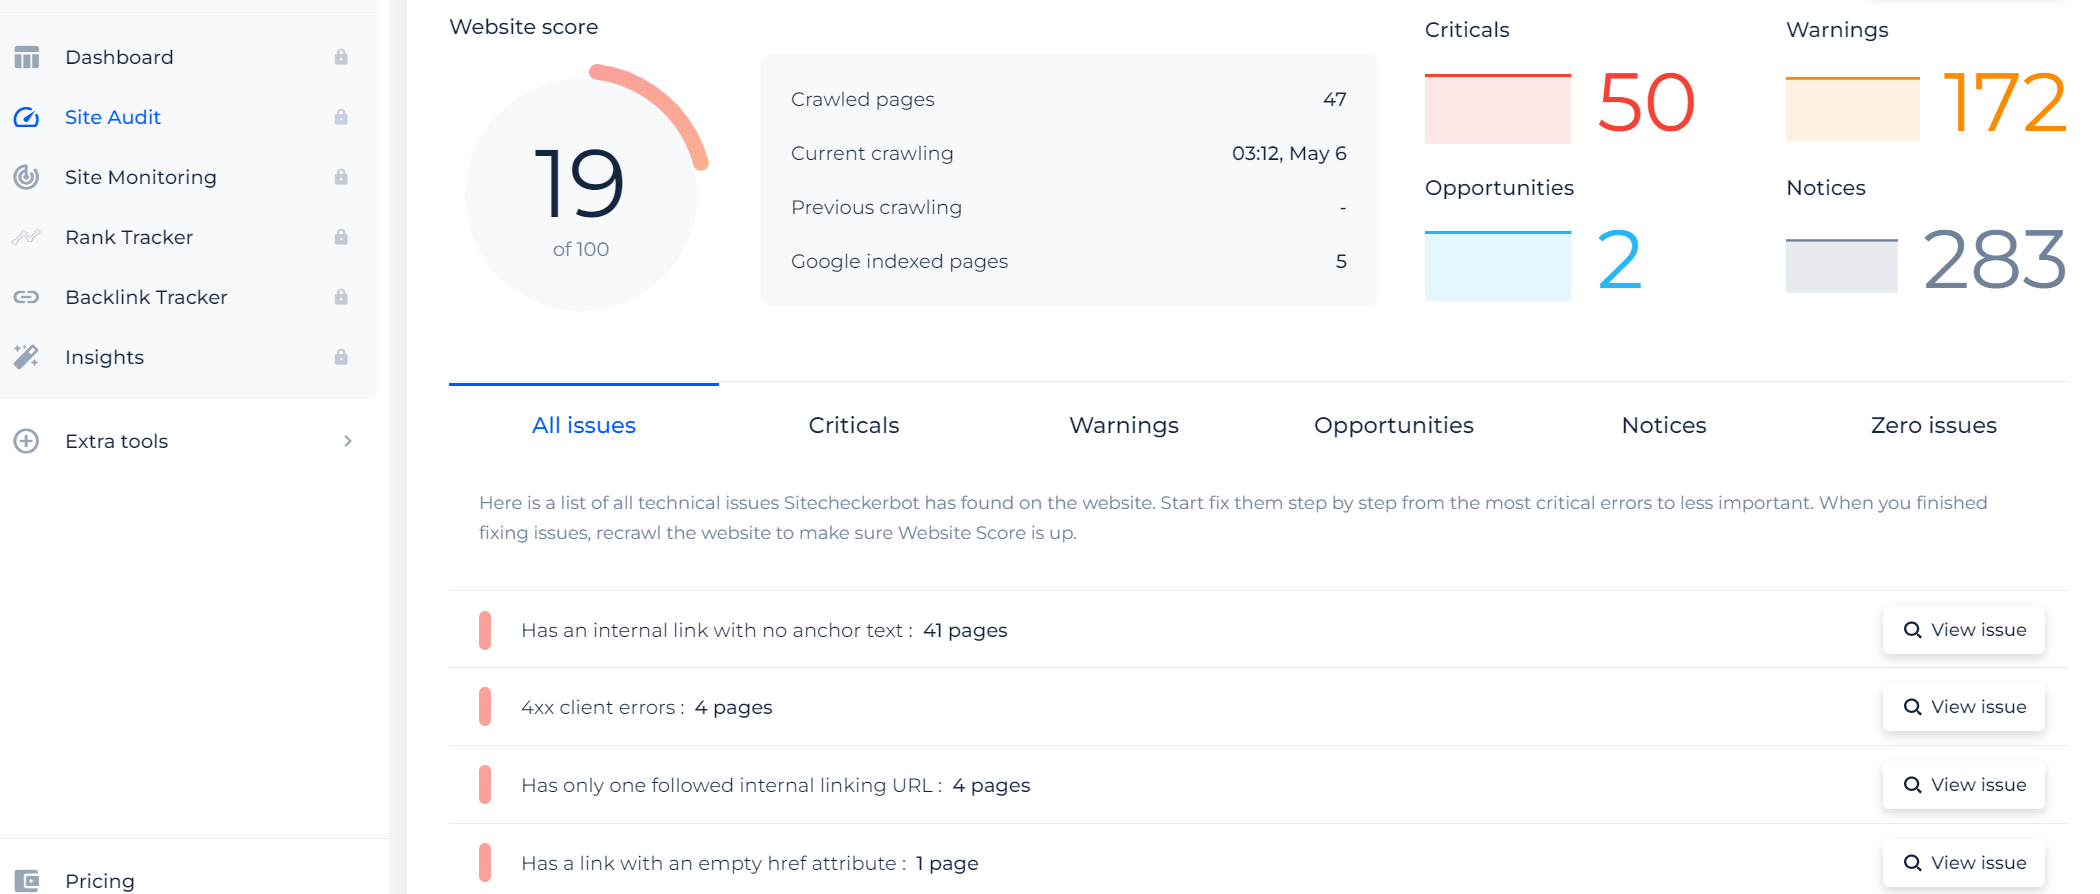 Dashboard
Site Audit
Site Monitoring
Rank Tracker
Backlink Tracker
Insights
Extra tools
Pricing
Website score
19
of 100
Crawled pages 47
Current crawling 03:12, May 6
Previous crawling -
Google indexed pages 5
Criticals
50
Warnings
172
Opportunities
2
Notices
283
All issues Criticals Warnings Opportunities Notices Zero issues
Here is a list of all technical issues Sitecheckerbot has found on the website. Start fix them step by step from the most critical errors to less important. When you finished
fixing issues, recrawl the website to make sure Website Score is up.
Has an internal link with no anchor text : 41 pages View issue
4xx client errors : 4 pages View issue
Has only one followed internal linking URL : 4 pages View issue
Has a link with an empty href attribute : 1 page View issue